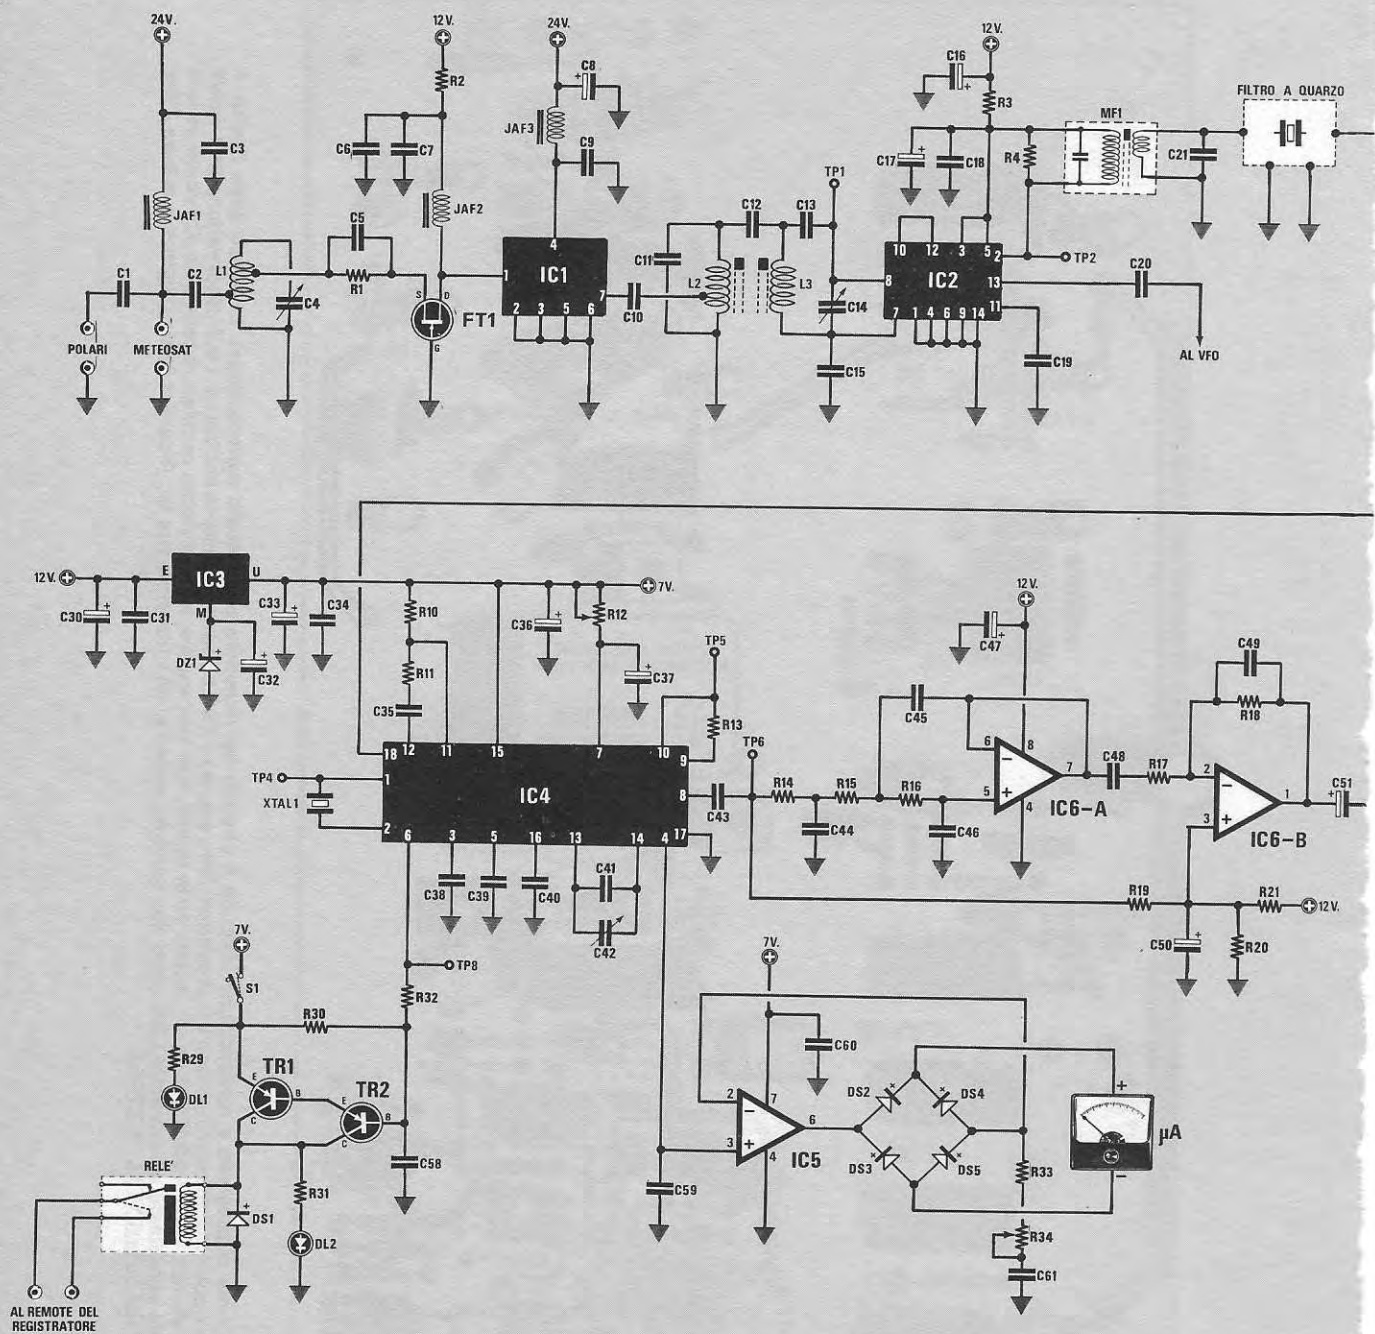 24V.
12V.
24V.
12V.
C16
C8
R2
R3
FILTRO A QUARZO
MF1
JAF3
C3
C6
C7
C9
C17
C18
R4
C21
TP1
JAF1
JAF2
C5
C12
C13
10
12
3
5
4
2
TP2
L1
R1
1
IC1
C11
L2
L3
IC2
C20
C1
C2
S
D
7
8
13
C4
FT1
2
3
5
6
C10
C14
7
1
4
6
9
14
11
G
POLARI
METEOSAT
C15
C19
AL VFO
12V.
E
IC3
U
7V.
12V.
C30
C31
M
C33
C34
R10
C36
R12
TP5
C47
C49
DZ1
C32
R11
C37
R18
C35
R13
C45
18
12
11
15
7
10
9
TP6
6
8
TP4
1
7
C48
R17
2
XTAL1
IC4
8
R14
R15
R16
5
4
IC6-A
1
C51
2
C43
3
IC6-B
6
3
5
16
13
14
4
17
C44
C46
C38
C39
C40
C41
C42
R19
R21
12V.
C50
R20
7V.
TP8
7V.
S1
R32
R30
C60
R29
TR1
TR2
DS2
DS4
+
DL1
E
B
C
E
B
C
2
7
6
µA
3
4
IC5
DS3
DS5
−
RELE'
C58
C59
R33
R31
DS1
DL2
R34
C61
AL REMOTE DEL
REGISTRATORE